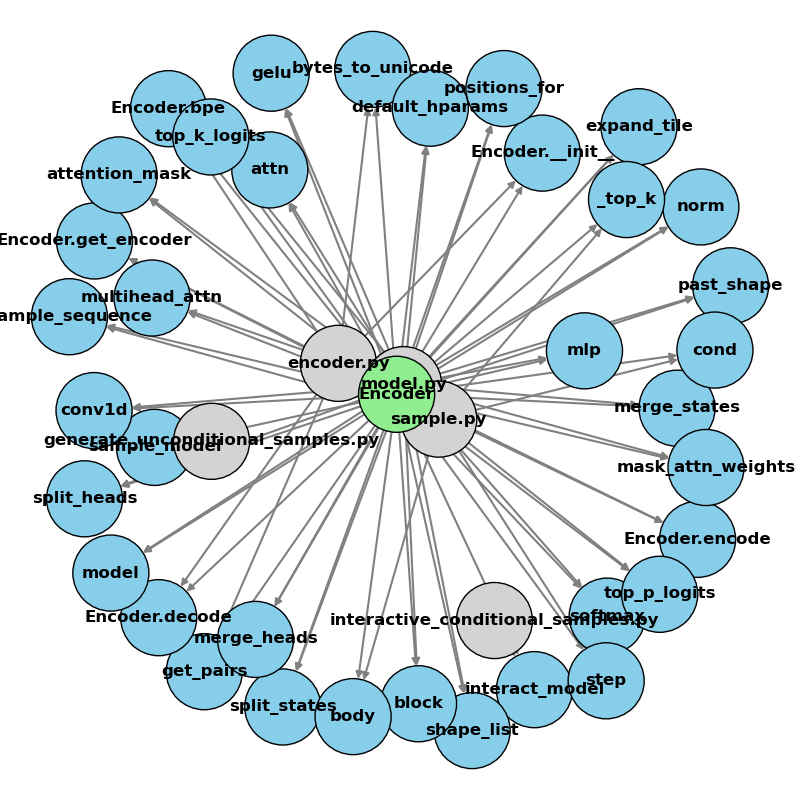 gelu
bytes_to_unicode
positions_for
default_hparams
Encoder.bpe
top_k_logits
expand_tile
Encoder.__init__
attn
attention_mask
_top_k
norm
Encoder.get_encoder
past_shape
multihead_attn
ample_sequence
encoder.py
mlp
cond
model.py
Encoder
conv1d
merge_states
sample.py
generate_unconditional_samples.py
sample_model
mask_attn_weights
split_heads
Encoder.encode
model
top_p_logits
Encoder.decode
softmax
interactive_conditional_samples.py
merge_heads
get_pairs
step
interact_model
split_states
block
body
shape_list